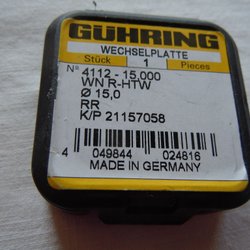 GÜHRING
WECHSELPLATTE
Stück 1 Pieces
N° 4112 - 15,000
WN R-HTW
Ø 15,0
RR
K/P 21157058
4 049844 024816
MADE IN GERMANY